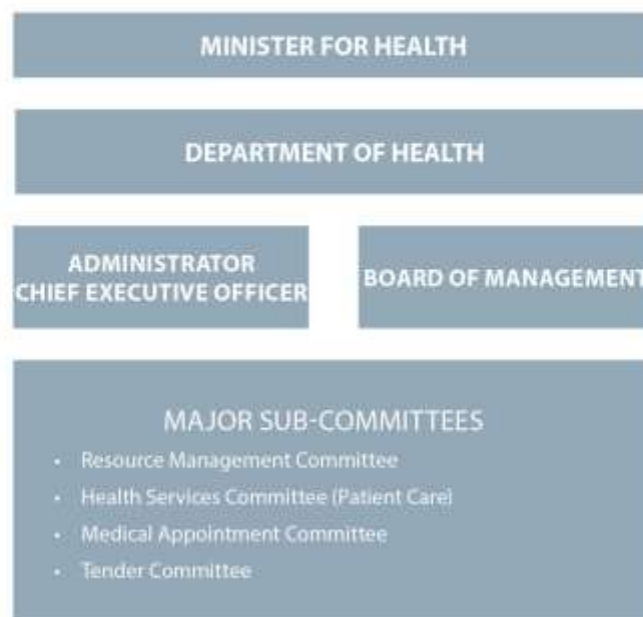 MINISTER FOR HEALTH
DEPARTMENT OF HEALTH
ADMINISTRATOR
CHIEF EXECUTIVE OFFICER
BOARD OF MANAGEMENT
MAJOR SUB-COMMITTEES
• Resource Management Committee
• Health Services Committee (Patient Care)
• Medical Appointment Committee
• Tender Committee